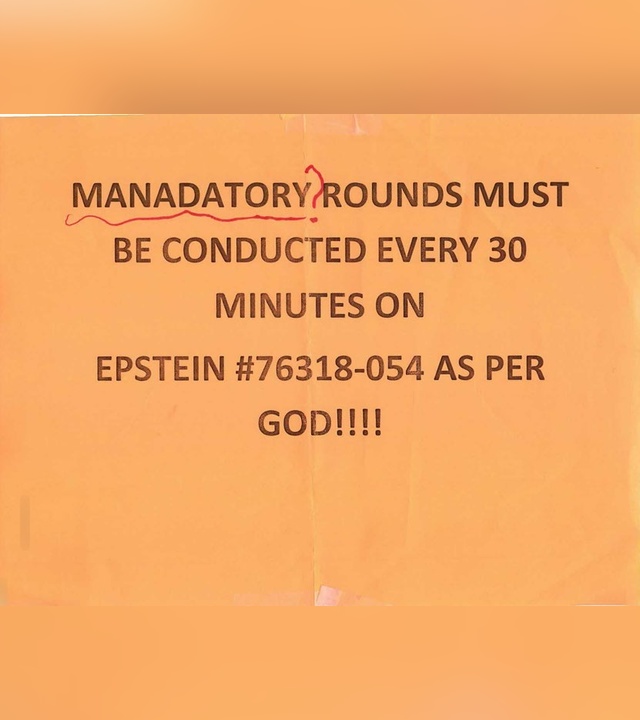 MANADATORY? ROUNDS MUST
BE CONDUCTED EVERY 30
MINUTES ON
EPSTEIN #76318-054 AS PER
GOD!!!!